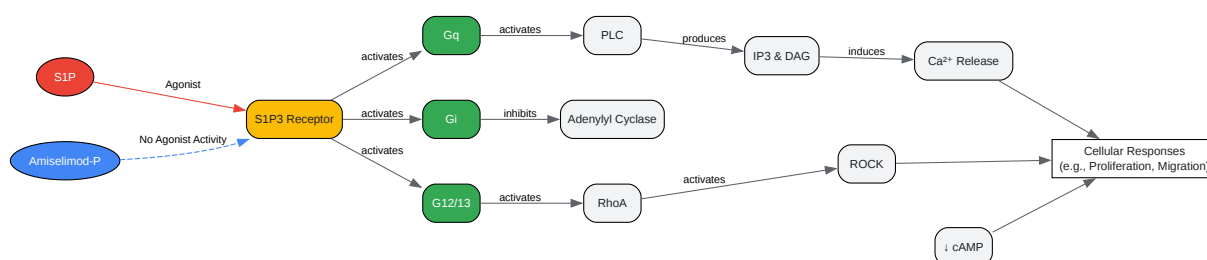 S1P
Agonist
Amiselimod-P
No Agonist Activity
S1P3 Receptor
activates
activates
activates
Gq
activates
PLC
produces
IP3 & DAG
induces
Ca²⁺ Release
Gi
inhibits
Adenylyl Cyclase
G12/13
activates
RhoA
activates
ROCK
↓ cAMP
Cellular Responses
(e.g., Proliferation, Migration)